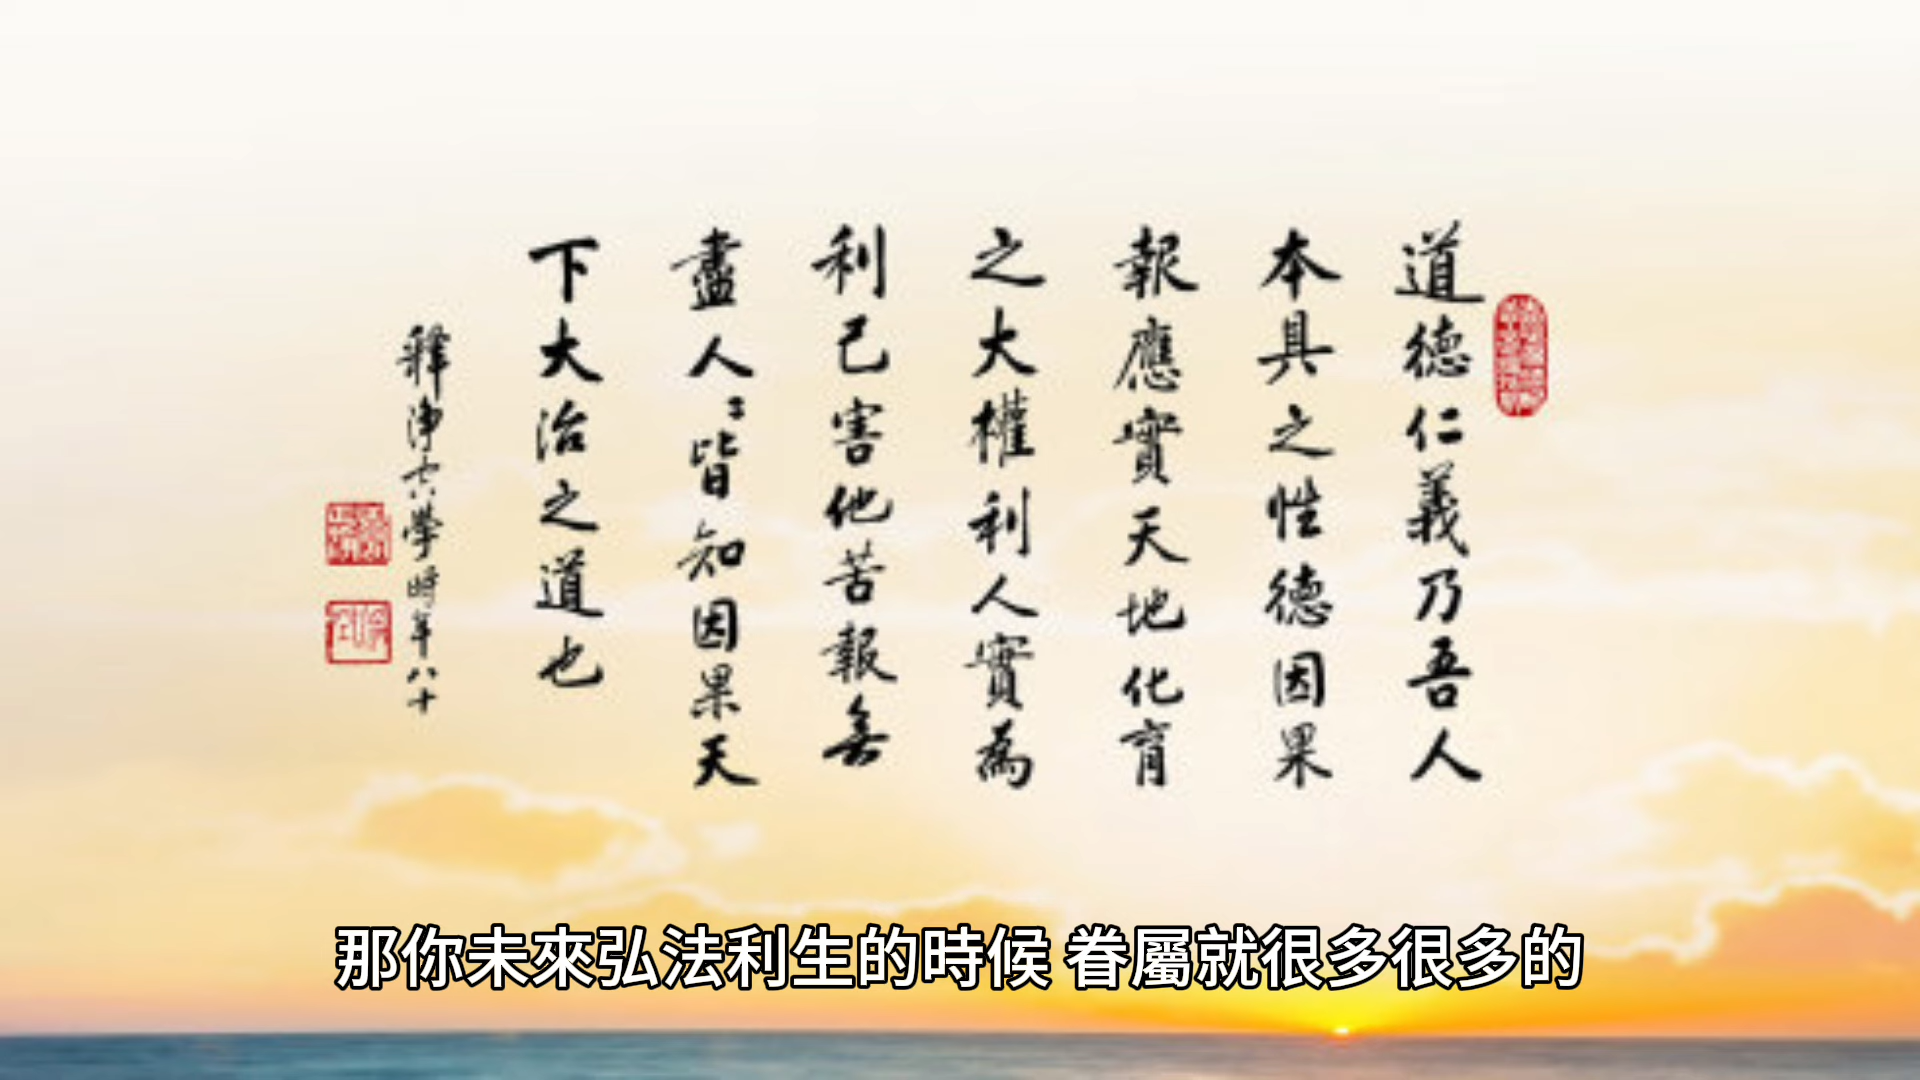 道德仁義乃吾人
本具之性德因果
報應實天地化育
之大權利人實為
利己害他苦報無
盡人々皆知因果天
下大治之道也
釋淨空學時年八十
那你未來弘法利生的時候 眷屬就很多很多的